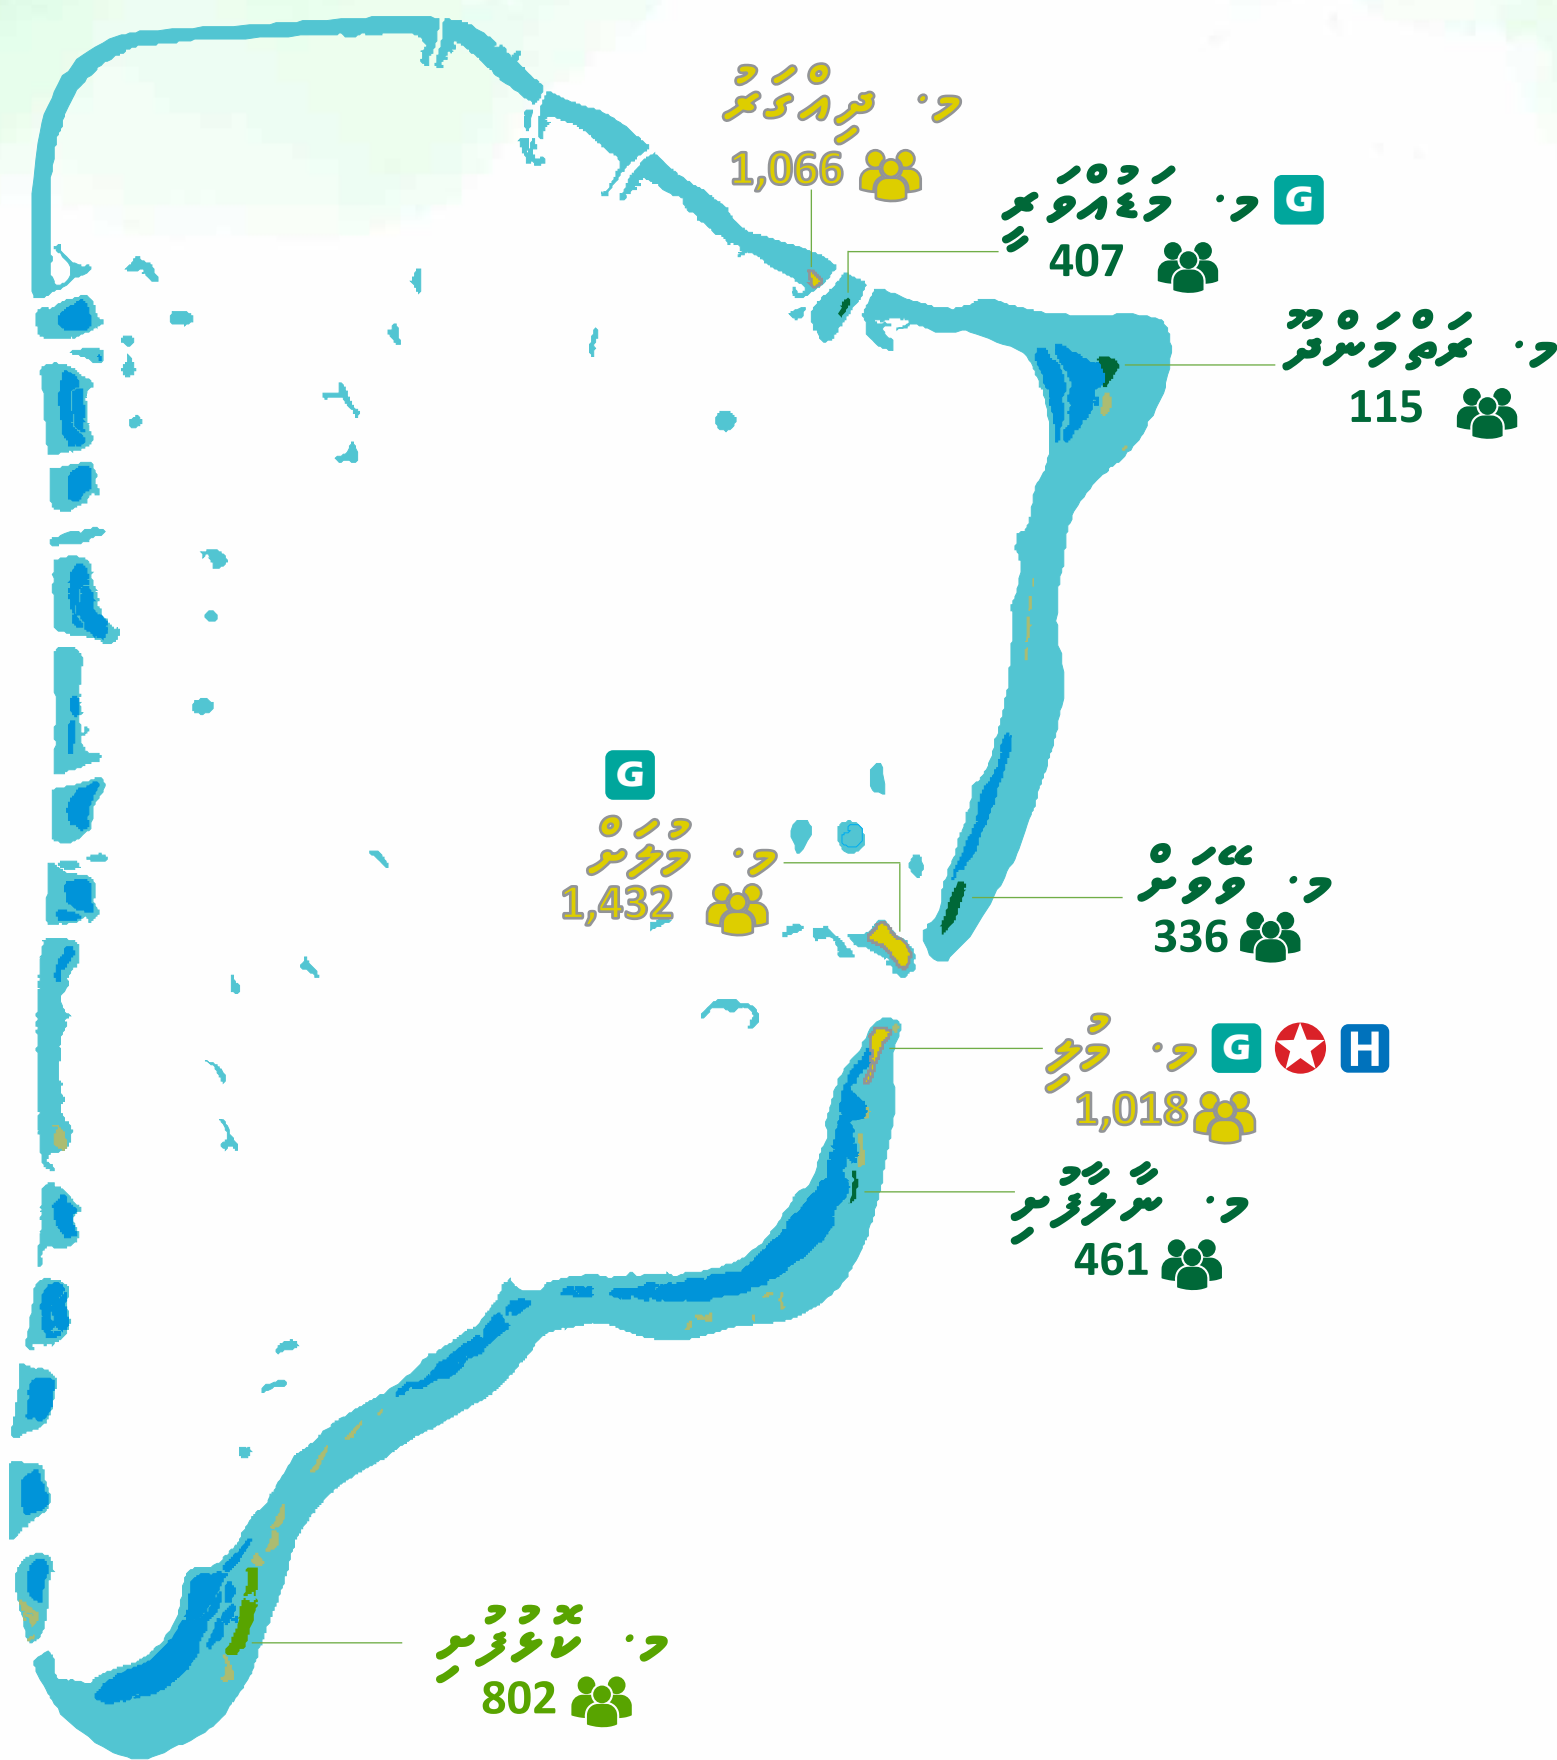 މ. ދިއްގަރު
1,066
މ. މަޑުއްވަރީ
G
407
މ. ރަތްމަންދޫ
115
G
މ. މުލަށް
1,432
މ. ވޭވަށް
336
މ. މުލި
G
H
1,018
މ. ނާލާފުށި
461
މ. ކޮޅުފުށި
802